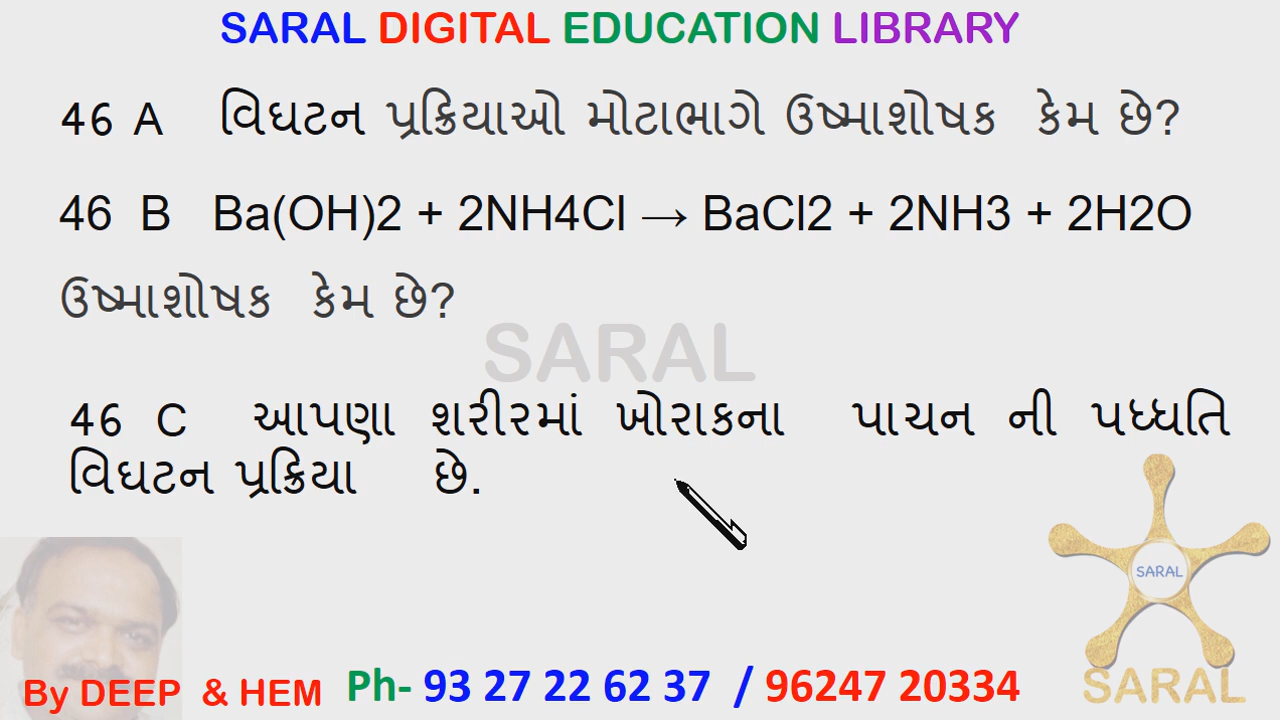 SARAL DIGITAL EDUCATION LIBRARY
46 A વિઘટન પ્રક્રિયાઓ મોટાભાગે ઉષ્માશોષક કેમ છે?
46 B Ba(OH)2 + 2NH4Cl → BaCl2 + 2NH3 + 2H2O
ઉષ્માશોષક કેમ છે?
SARAL
46 C આપણા શરીરમાં ખોરાકના પાચન ની પધ્ધતિ
વિઘટન પ્રક્રિયા છે.
SARAL
SARAL
By DEEP & HEM Ph- 93 27 22 62 37 / 96247 20334